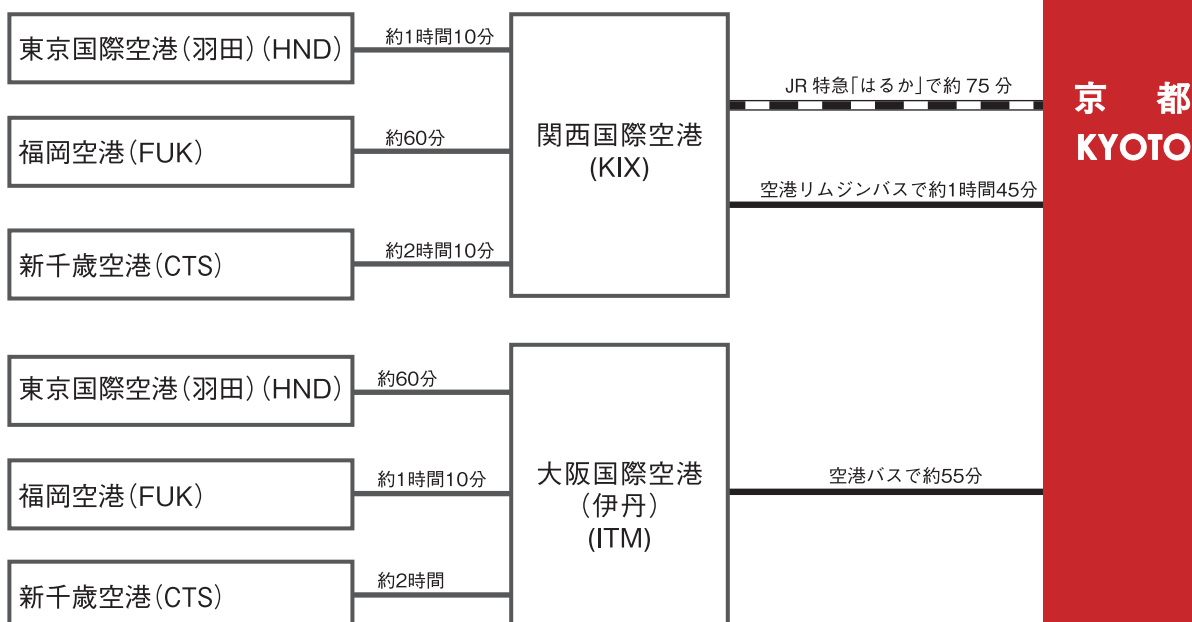 東京国際空港(羽田)(HND)
約1時間10分
福岡空港(FUK)
約60分
新千歳空港(CTS)
約2時間10分
関西国際空港
(KIX)
JR 特急「はるか」で約 75 分
空港リムジンバスで約1時間45分
東京国際空港(羽田)(HND)
約60分
福岡空港(FUK)
約1時間10分
新千歳空港(CTS)
約2時間
大阪国際空港
(伊丹)
(ITM)
空港バスで約55分
京 都
KYOTO